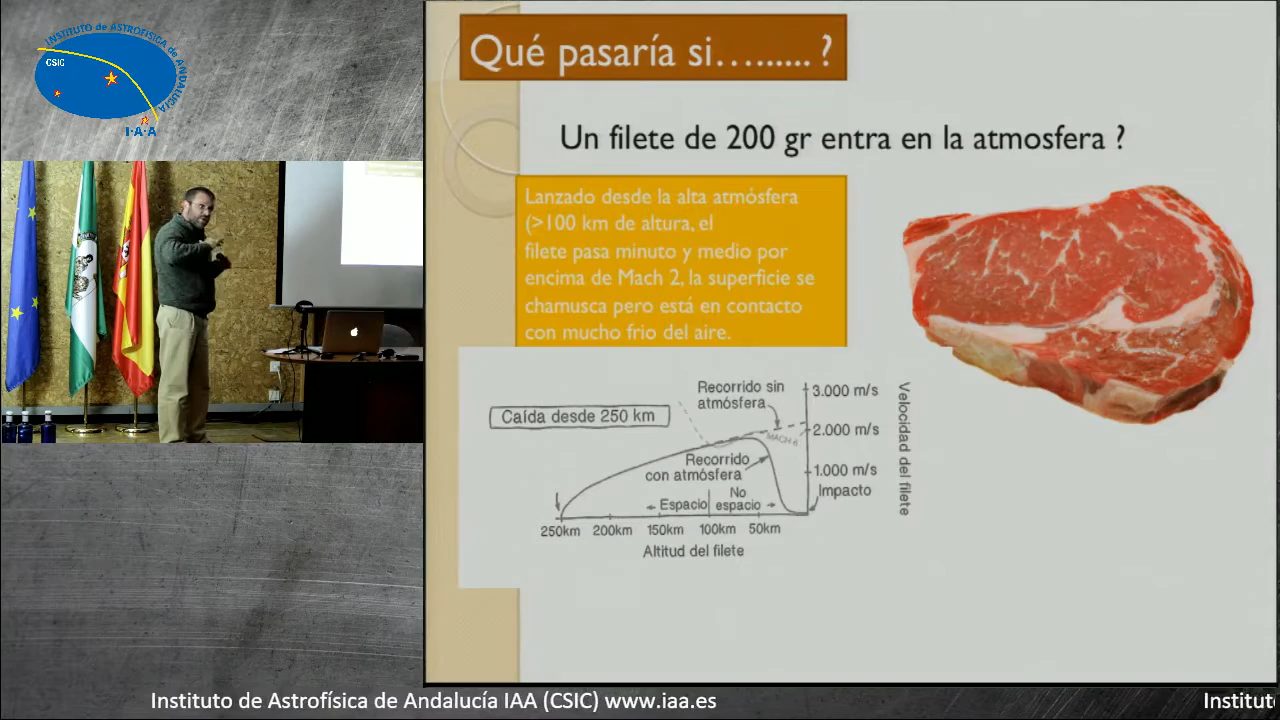 INSTITUTO de ASTROFÍSICA de ANDALUCÍA
CSIC
I·A·A
Qué pasaría si…...... ?
Un filete de 200 gr entra en la atmosfera ?
Lanzado desde la alta atmósfera
(>100 km de altura, el
filete pasa minuto y medio por
encima de Mach 2, la superficie se
chamusca pero está en contacto
con mucho frio del aire.
Caída desde 250 km
Recorrido sin
atmósfera
MACH 6
Recorrido
con atmósfera
Espacio
No
espacio
3.000 m/s
2.000 m/s
1.000 m/s
Impacto
Velocidad del filete
250km 200km 150km 100km 50km
Altitud del filete
Instituto de Astrofísica de Andalucía IAA (CSIC) www.iaa.es
Institut